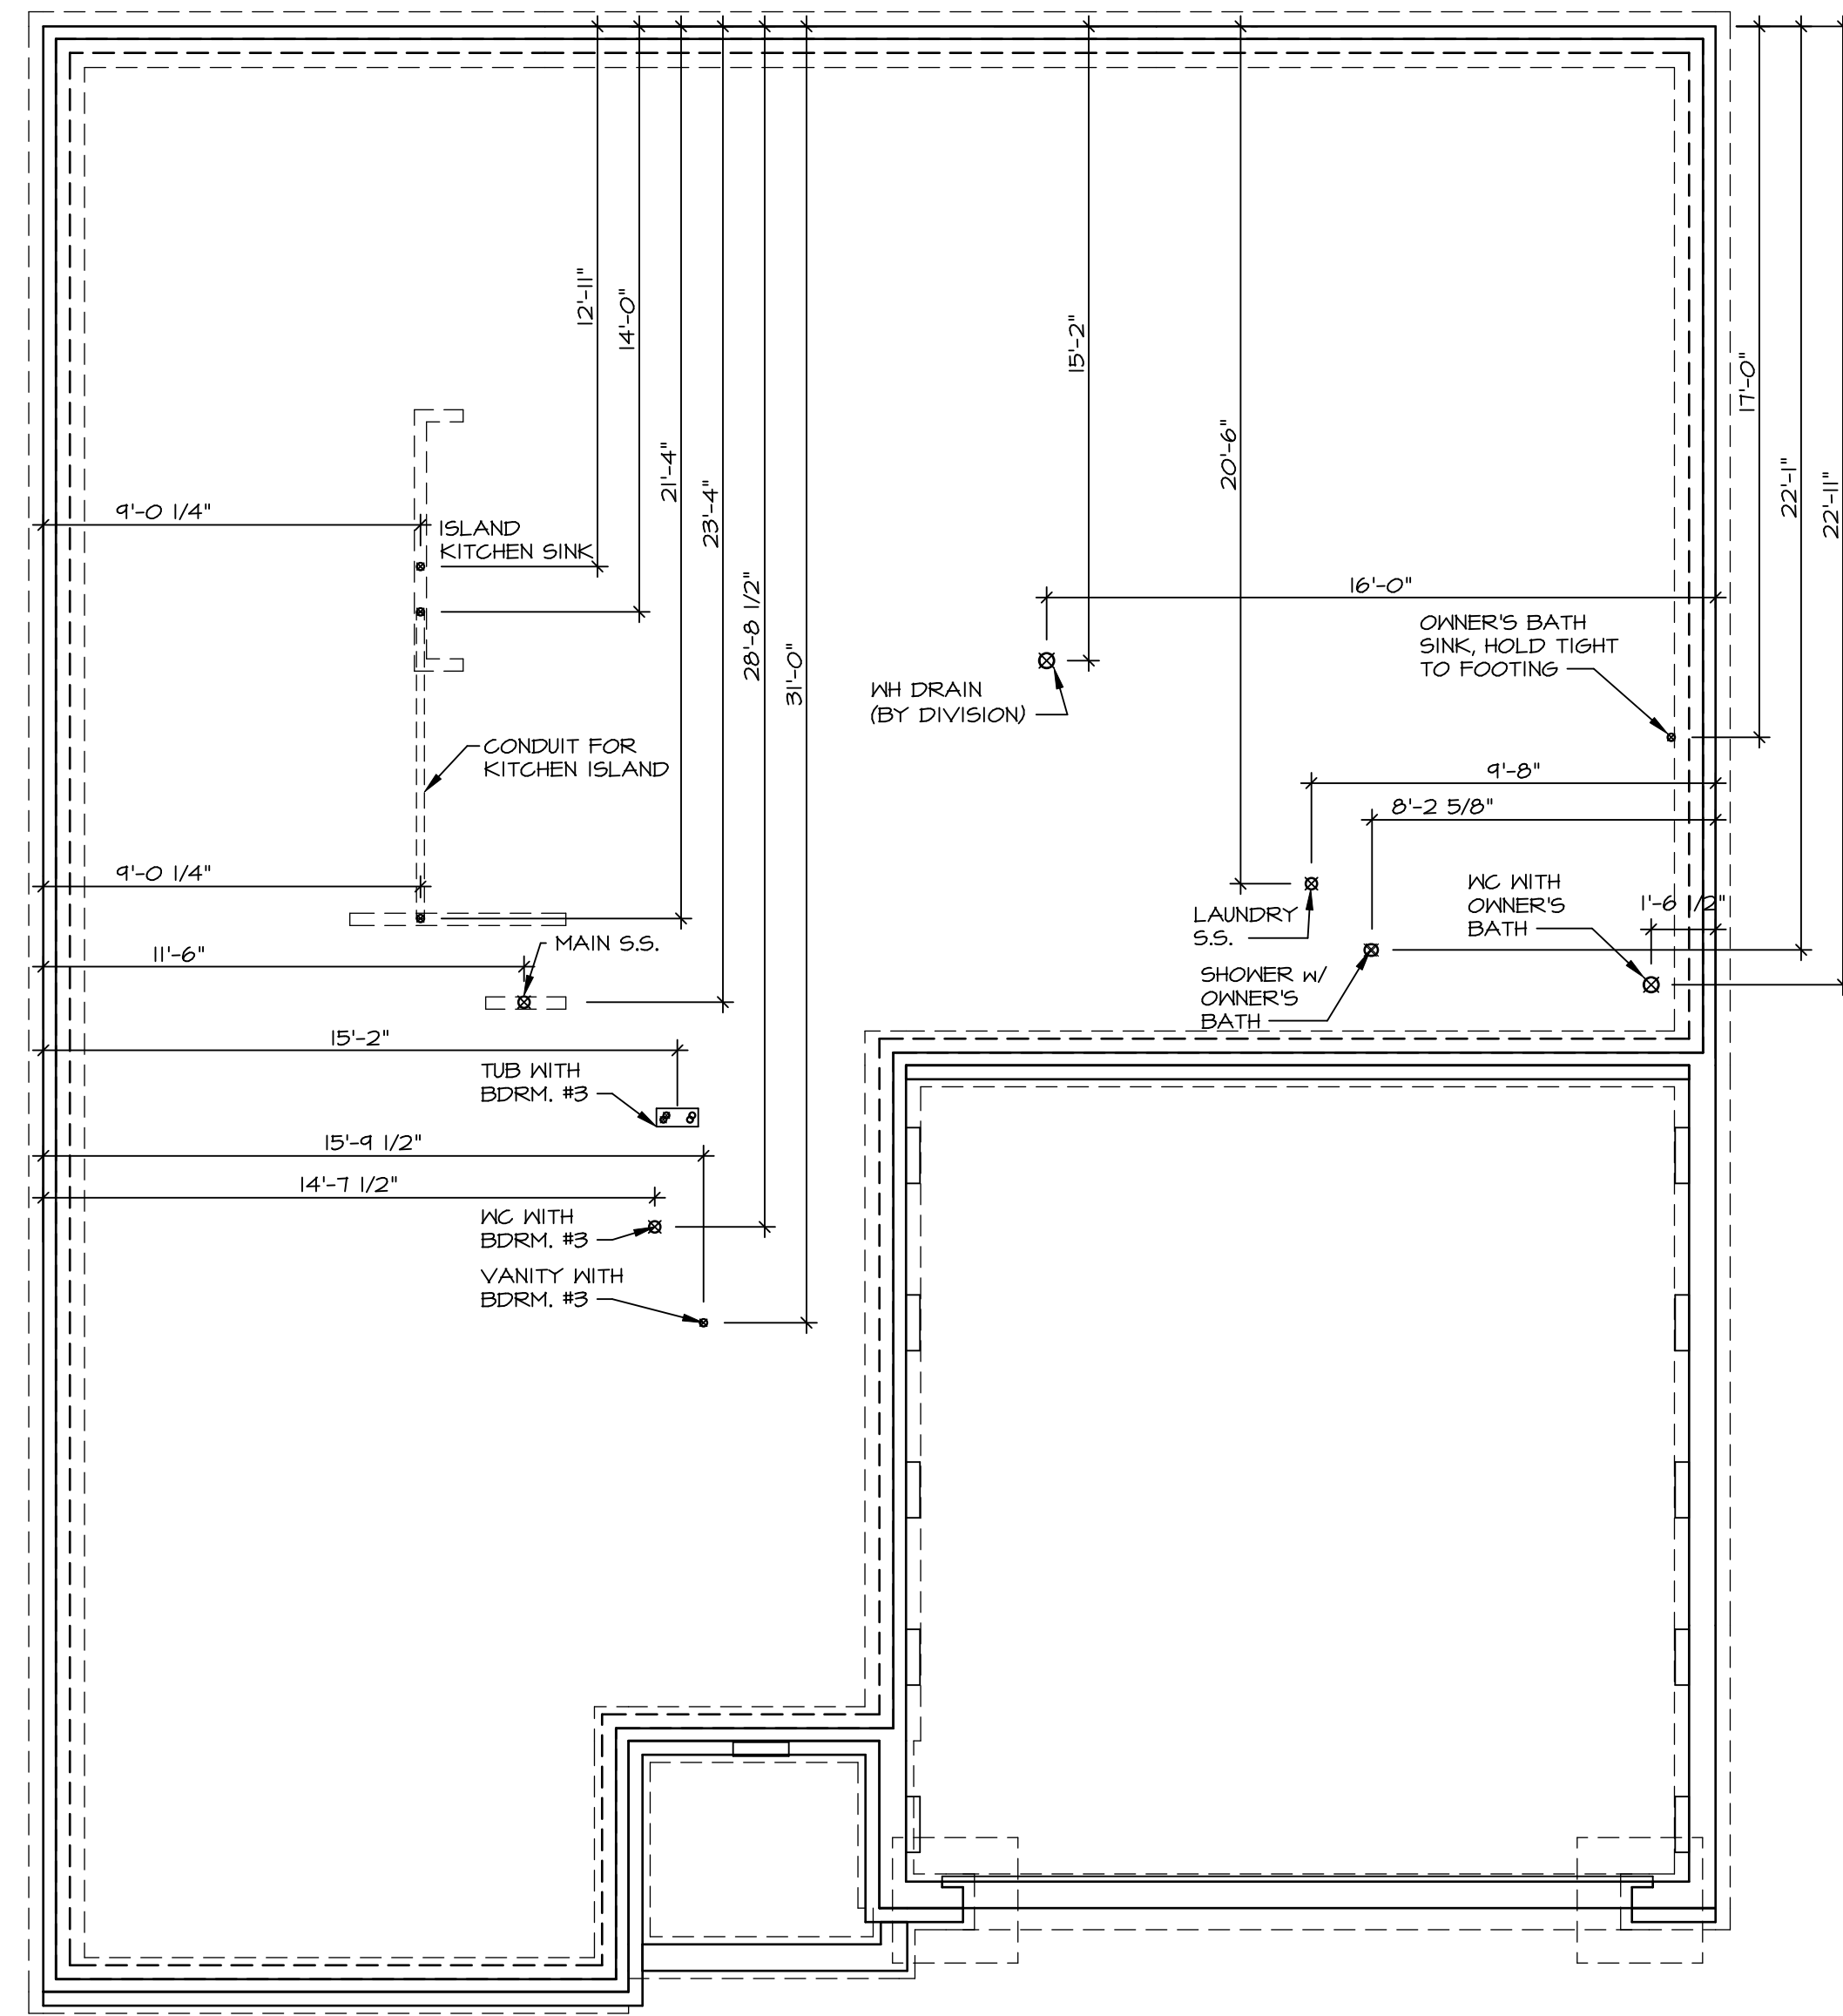 12'-11"
14'-0"
21'-4"
23'-4"
28'-8 1/2"
31'-0"
15'-2"
20'-6"
17'-0"
22'-1"
22'-11"
9'-0 1/4"
ISLAND
KITCHEN SINK
16'-0"
OWNER'S BATH
SINK, HOLD TIGHT
TO FOOTING
WH DRAIN
(BY DIVISION)
CONDUIT FOR
KITCHEN ISLAND
9'-8"
8'-2 5/8"
9'-0 1/4"
WC WITH
OWNER'S
BATH
1'-6 1/2"
LAUNDRY
S.S.
MAIN S.S.
11'-6"
SHOWER w/
OWNER'S
BATH
15'-2"
TUB WITH
BDRM. #3
15'-9 1/2"
14'-7 1/2"
WC WITH
BDRM. #3
VANITY WITH
BDRM. #3